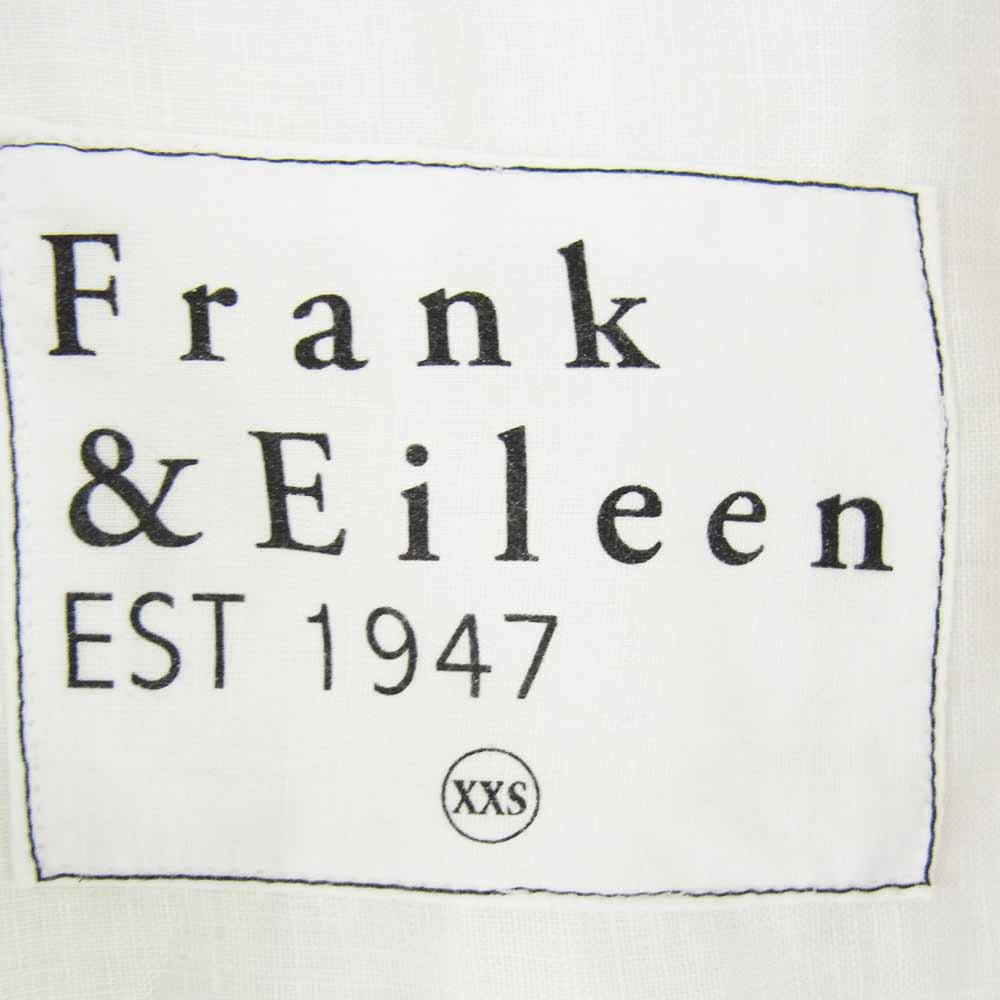 Frank
& Eileen
EST 1947
XXS